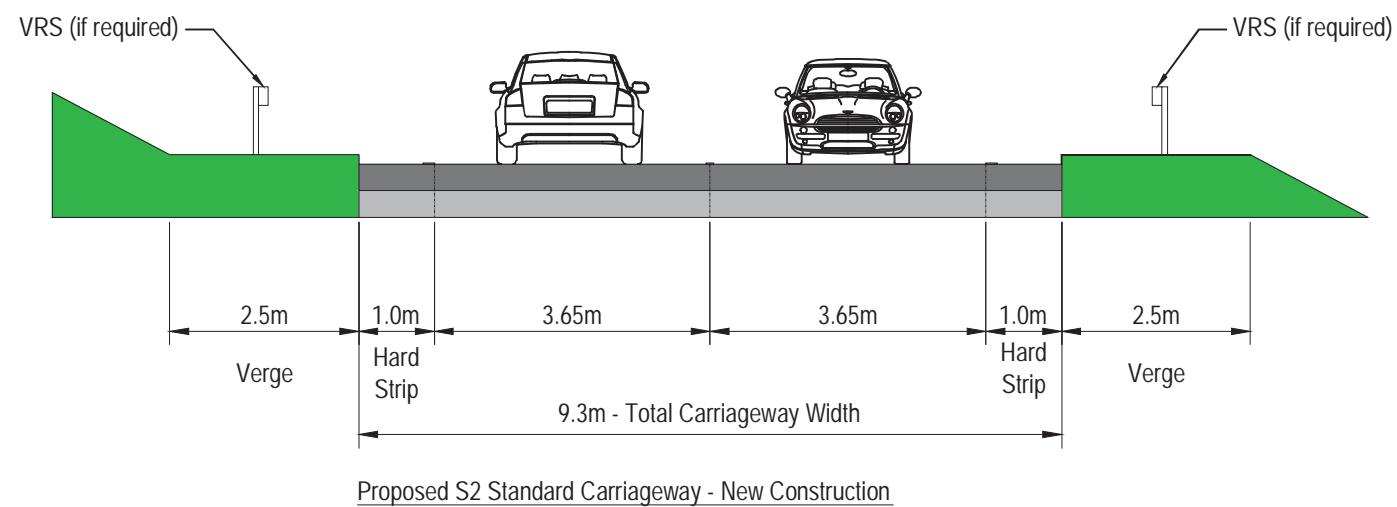 VRS (if required)
VRS (if required)
2.5m
1.0m
3.65m
3.65m
1.0m
2.5m
Verge
Hard
Strip
Hard
Strip
Verge
9.3m - Total Carriageway Width
Proposed S2 Standard Carriageway - New Construction